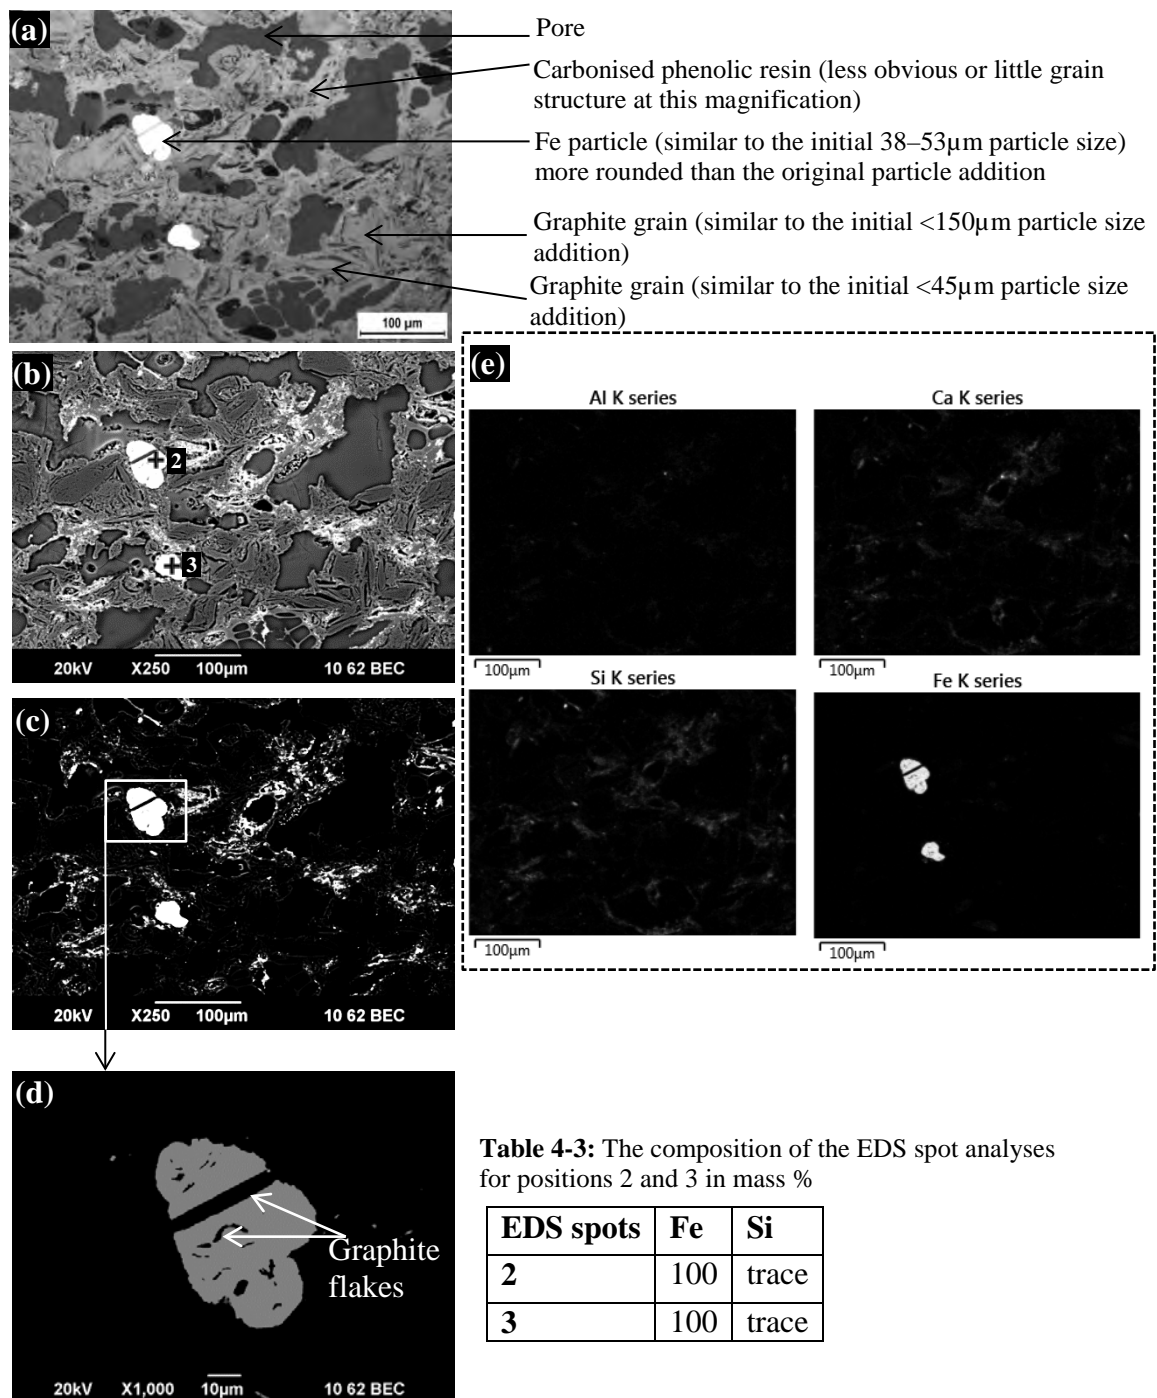 (a)
Pore
Carbonised phenolic resin (less obvious or little grain
structure at this magnification)
Fe particle (similar to the initial 38–53µm particle size)
more rounded than the original particle addition
Graphite grain (similar to the initial <150µm particle size
addition)
Graphite grain (similar to the initial <45µm particle size
addition)
100 µm
(b)
2
3
20kV X250 100µm 10 62 BEC
(c)
20kV X250 100µm 10 62 BEC
(e)
Al K series
Ca K series
100µm
100µm
Si K series
Fe K series
100µm
100µm
(d)
Graphite
flakes
20kV X1,000 10µm 10 62 BEC
Table 4-3: The composition of the EDS spot analyses
for positions 2 and 3 in mass %
EDS spots Fe Si
2 100 trace
3 100 trace